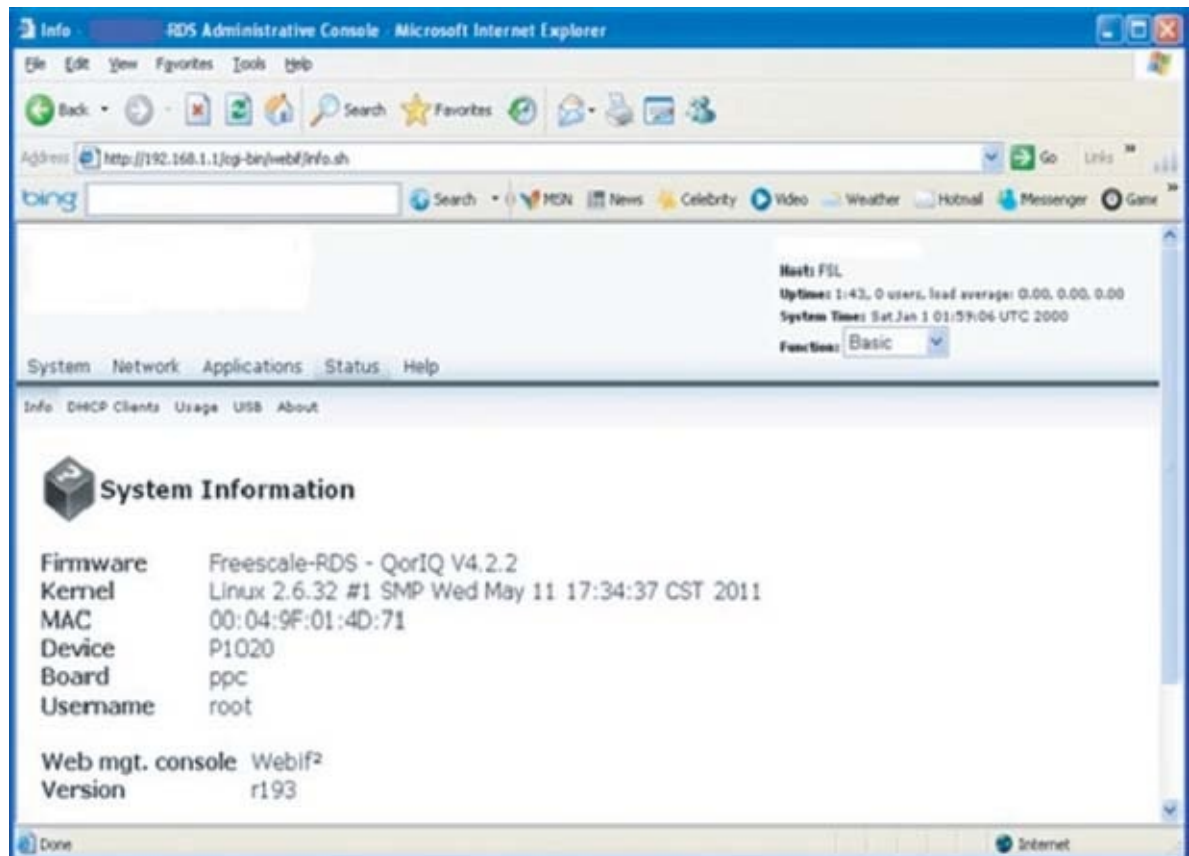 Info - -RDS Administrative Console - Microsoft Internet Explorer
File Edit View Favorites Tools Help
Back Search Favorites
Address http://192.168.1.1/cgi-bin/webif/info.sh Go Links »
bing Search MSN News Celebrity Video Weather Hotmail Messenger Game »
Host: FSL
Uptime: 1:43, 0 users, load average: 0.00, 0.00, 0.00
System Time: Sat Jan 1 01:59:06 UTC 2000
Function: Basic
System Network Applications Status Help
Info DHCP Clients Usage USB About
System Information
Firmware Freescale-RDS - QorIQ V4.2.2
Kernel Linux 2.6.32 #1 SMP Wed May 11 17:34:37 CST 2011
MAC 00:04:9F:01:4D:71
Device P1020
Board ppc
Username root
Web mgt. console Webif²
Version r193
Done Internet